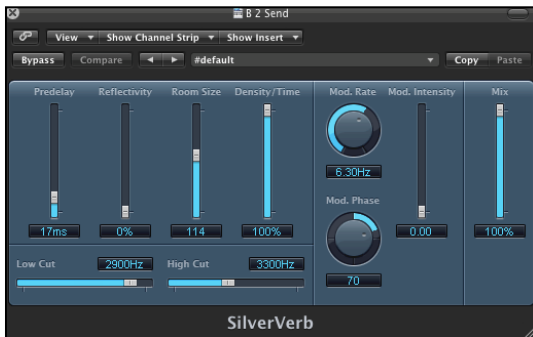 B 2 Send
View Show Channel Strip Show Insert
Bypass Compare #default Copy Paste
Predelay Reflectivity Room Size Density/Time Mod. Rate Mod. Intensity Mix
6.30Hz
Mod. Phase
17ms 0% 114 100% 0.00 100%
Low Cut 2900Hz High Cut 3300Hz
70
SilverVerb